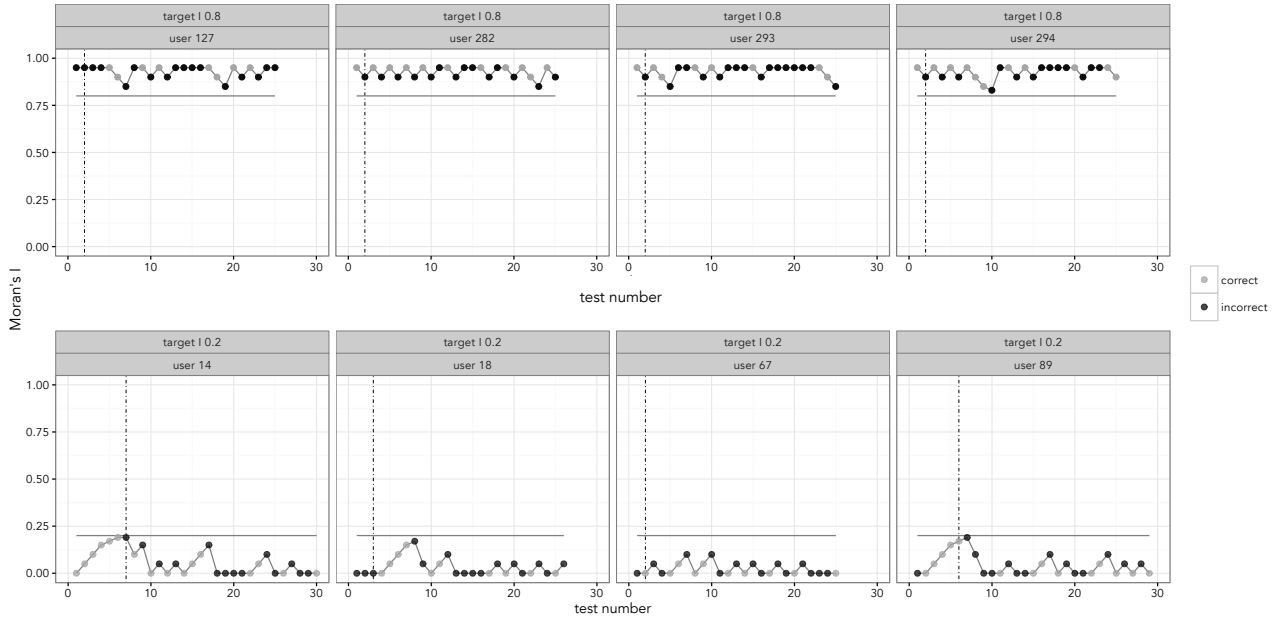 target I 0.8 target I 0.8 target I 0.8 target I 0.8
user 127 user 282 user 293 user 294
1.00
0.75
0.50
0.25
0.00
0 10 20 30 0 10 20 30 0 10 20 30 0 10 20 30
test number
Moran's I
correct
incorrect
target I 0.2 target I 0.2 target I 0.2 target I 0.2
user 14 user 18 user 67 user 89
1.00
0.75
0.50
0.25
0.00
0 10 20 30 0 10 20 30 0 10 20 30 0 10 20 30
test number